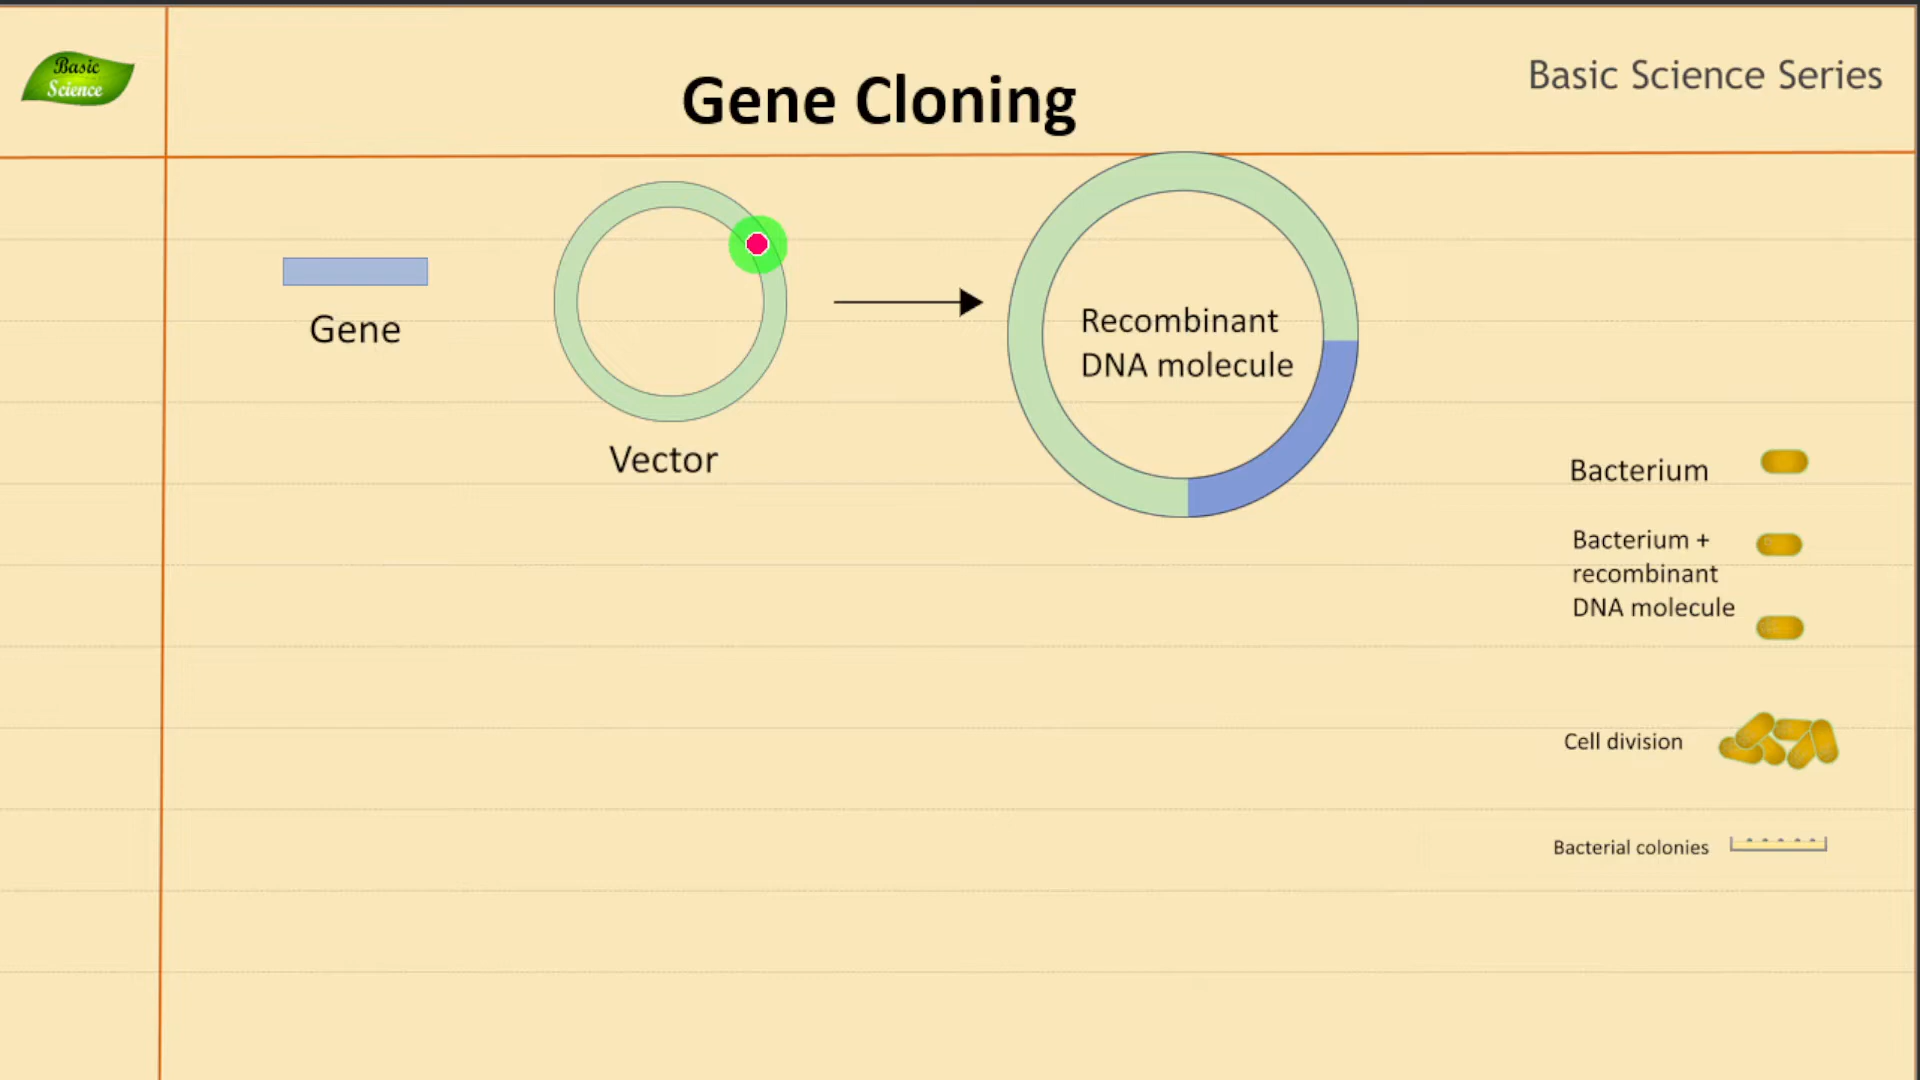 Basic
Science
Gene Cloning
Basic Science Series
Gene
Vector
Recombinant
DNA molecule
Bacterium
Bacterium +
recombinant
DNA molecule
Cell division
Bacterial colonies